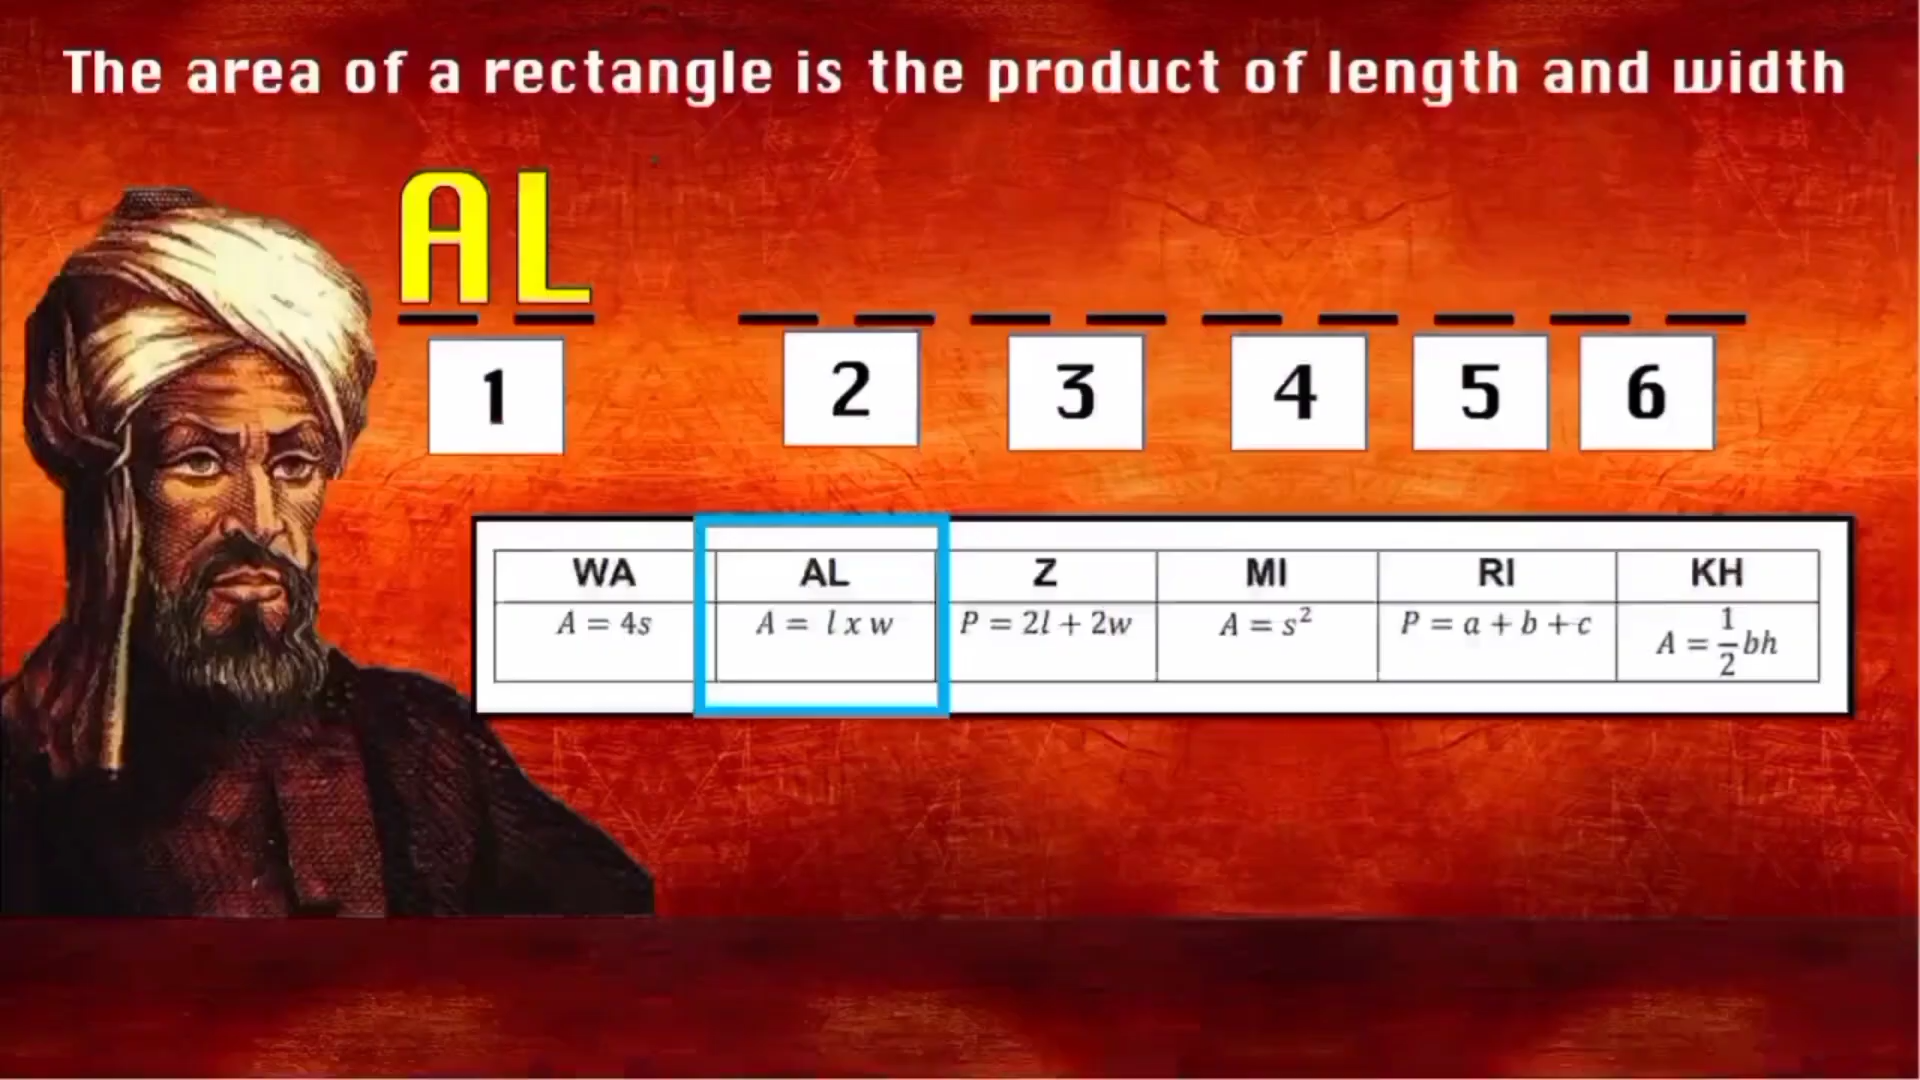 The area of a rectangle is the product of length and width
AL
1 2 3 4 5 6
WA AL Z MI RI KH
A = 4s A = l x w P = 2l + 2w A = s² P = a + b + c A = 1/2 bh